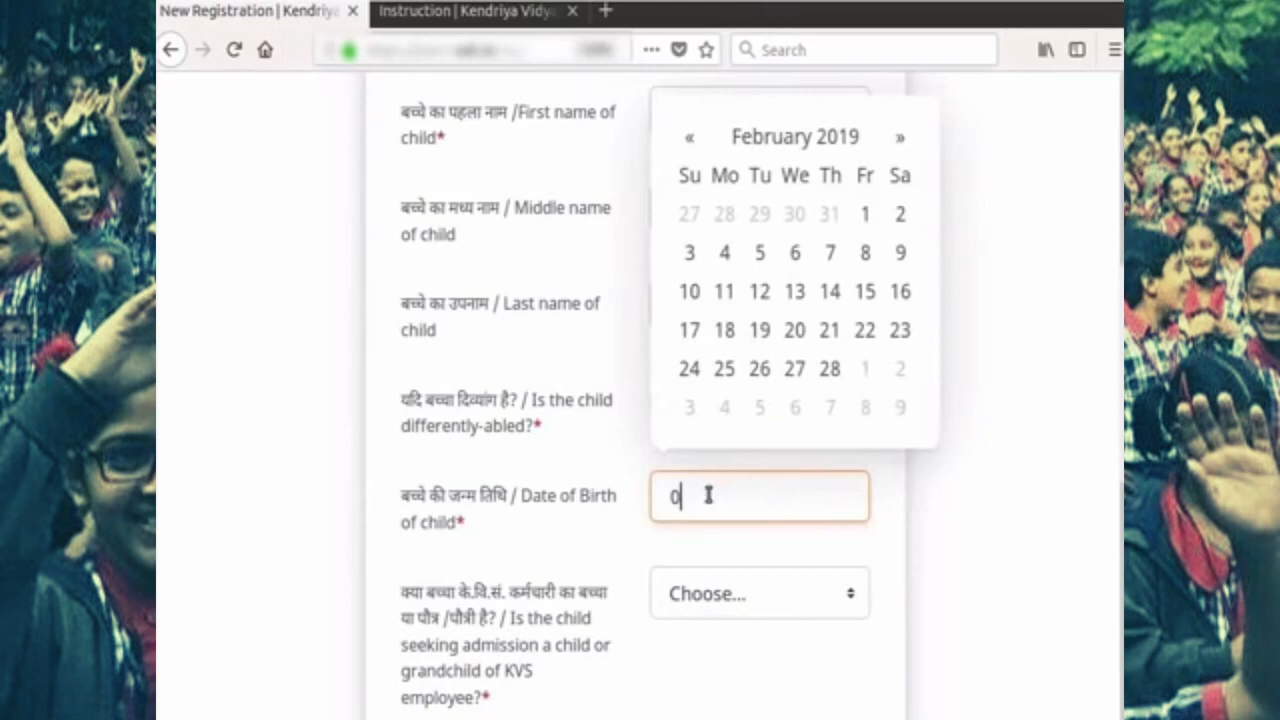 New Registration | Kendriya
Instruction | Kendriya Vidya
Search
बच्चे का पहला नाम /First name of
child*
बच्चे का मध्य नाम / Middle name
of child
बच्चे का उपनाम / Last name of
child
यदि बच्चा दिव्यांग है? / Is the child
differently-abled?*
बच्चे की जन्म तिथि / Date of Birth
of child*
क्या बच्चा के.वि.सं. कर्मचारी का बच्चा
या पौत्र /पौत्री है? / Is the child
seeking admission a child or
grandchild of KVS
employee?*
« February 2019 »
Su Mo Tu We Th Fr Sa
27 28 29 30 31 1 2
3 4 5 6 7 8 9
10 11 12 13 14 15 16
17 18 19 20 21 22 23
24 25 26 27 28 1 2
3 4 5 6 7 8 9
0
Choose...